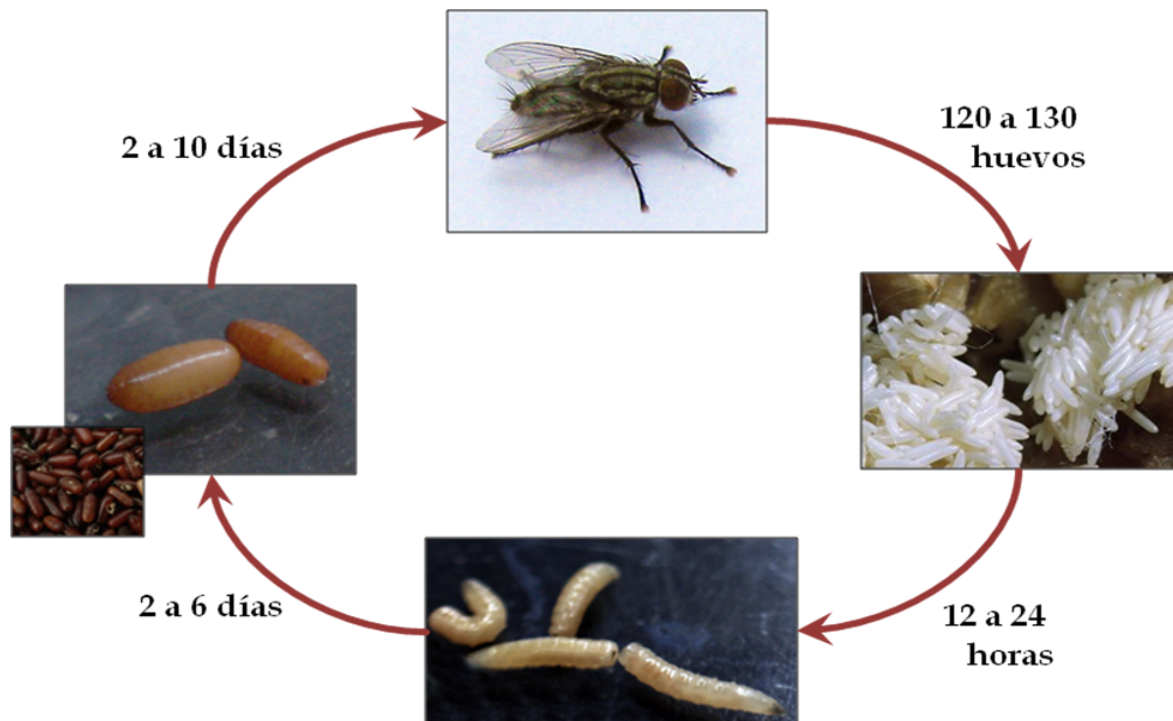 120 a 130
huevos
12 a 24
horas
2 a 6 días
2 a 10 días